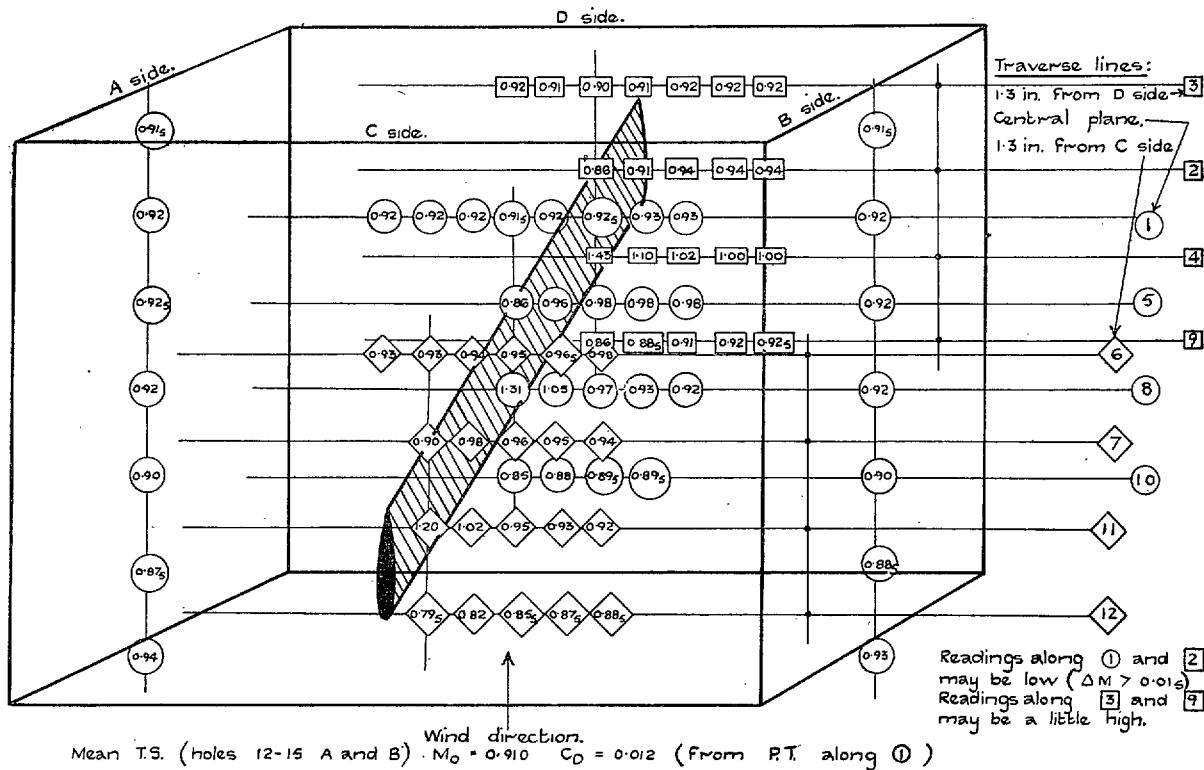 D side.
A side.
B side.
C side.
Traverse lines:
1.3 in. from D side
Central plane.
1.3 in. from C side
0.92 0.91 0.90 0.91 0.92 0.92 0.92 3
0.91₅ 0.91₅
0.86 0.91 0.94 0.94 0.94 2
0.92 0.92 0.92 0.92 0.91₅ 0.92 0.92₅ 0.93 0.93 0.92 1
1.43 1.10 1.02 1.00 1.00 4
0.92₅ 0.86 0.96 0.98 0.98 0.98 0.92 5
0.86 0.88₅ 0.91 0.92 0.92₅ 9
0.93 0.93 0.94 0.95 0.96₅ 0.98 6
0.92 1.31 1.05 0.97 0.93 0.92 0.92 8
0.90 0.98 0.96 0.95 0.94 7
0.90 0.85 0.88 0.89₅ 0.89₅ 0.90 10
1.20 1.02 0.95 0.93 0.92 11
0.87₅ 0.88₅
0.79₅ 0.82 0.85₅ 0.87₅ 0.88₅ 12
0.94 0.93
Readings along ① and 2
may be low (ΔM > 0.01₅)
Readings along 3 and 9
may be a little high.
Wind direction.
Mean T.S. (holes 12-15 A and B). M₀ = 0.910 C_D = 0.012 (from P.T. along ①)